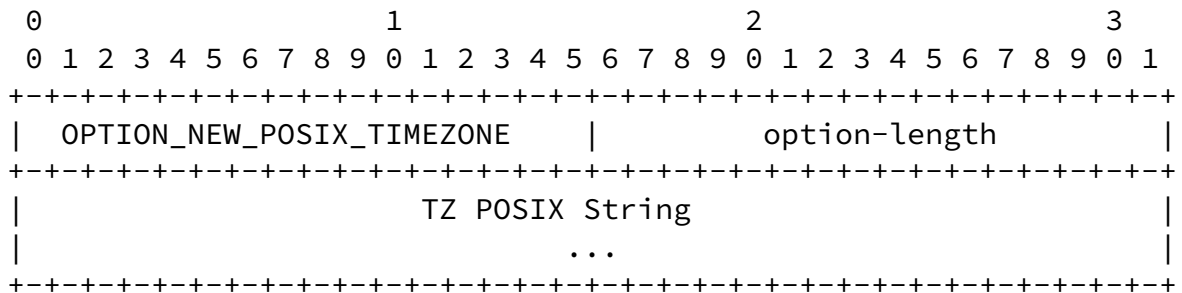 0                   1                   2                   3
 0 1 2 3 4 5 6 7 8 9 0 1 2 3 4 5 6 7 8 9 0 1 2 3 4 5 6 7 8 9 0 1
+-+-+-+-+-+-+-+-+-+-+-+-+-+-+-+-+-+-+-+-+-+-+-+-+-+-+-+-+-+-+-+-+
|  OPTION_NEW_POSIX_TIMEZONE    |         option-length         |
+-+-+-+-+-+-+-+-+-+-+-+-+-+-+-+-+-+-+-+-+-+-+-+-+-+-+-+-+-+-+-+-+
|                      TZ POSIX String                          |
|                              ...                              |
+-+-+-+-+-+-+-+-+-+-+-+-+-+-+-+-+-+-+-+-+-+-+-+-+-+-+-+-+-+-+-+-+